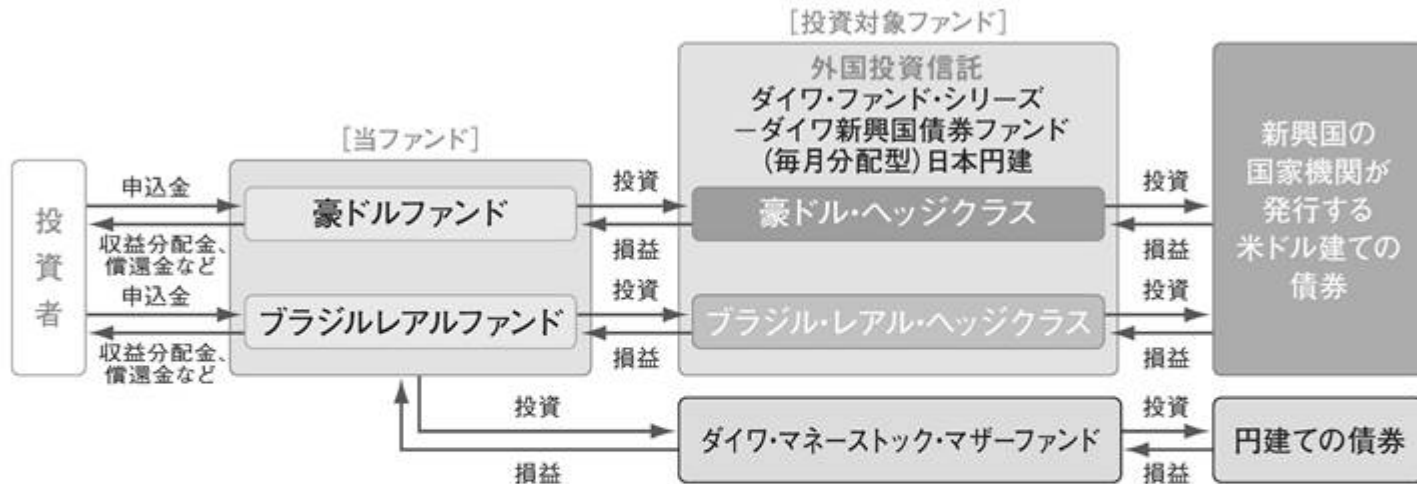 [投資対象ファンド]
外国投資信託
ダイワ・ファンド・シリーズ
－ダイワ新興国債券ファンド
(毎月分配型)日本円建
[当ファンド]
投資者
申込金
収益分配金、
償還金など
申込金
収益分配金、
償還金など
豪ドルファンド
ブラジルレアルファンド
投資
損益
投資
損益
豪ドル・ヘッジクラス
ブラジル・レアル・ヘッジクラス
投資
損益
投資
損益
新興国の
国家機関が
発行する
米ドル建ての
債券
投資
損益
ダイワ・マネーストック・マザーファンド
投資
損益
円建ての債券